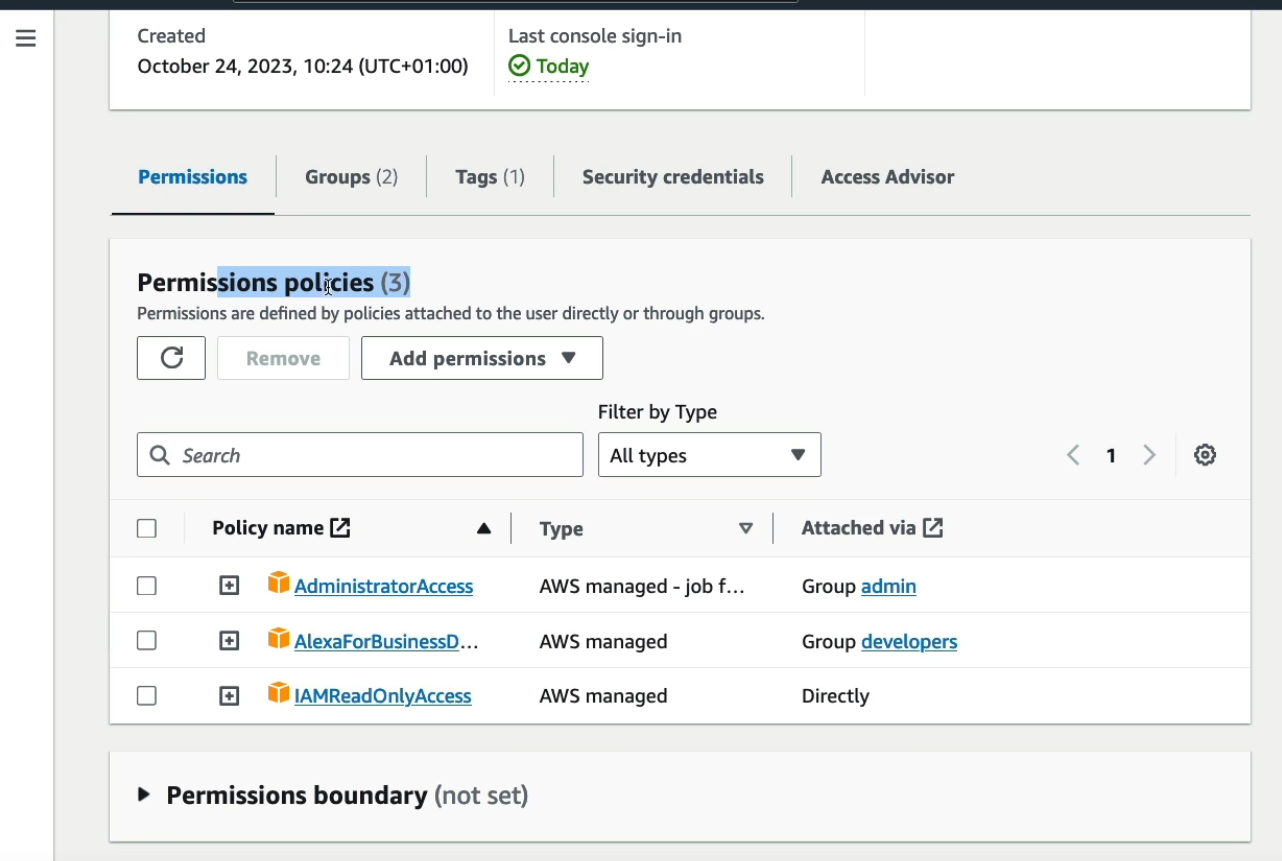 Created
Last console sign-in
October 24, 2023, 10:24 (UTC+01:00)
Today
Permissions
Groups (2)
Tags (1)
Security credentials
Access Advisor
Permissions policies (3)
Permissions are defined by policies attached to the user directly or through groups.
Remove
Add permissions
Filter by Type
Search
All types
1
Policy name
Type
Attached via
AdministratorAccess
AWS managed - job f...
Group admin
AlexaForBusinessD...
AWS managed
Group developers
IAMReadOnlyAccess
AWS managed
Directly
Permissions boundary (not set)